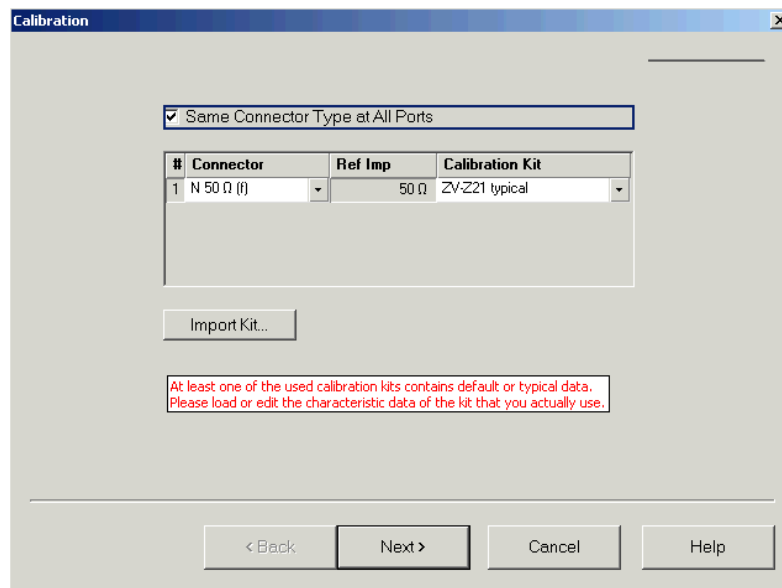 Calibration
Same Connector Type at All Ports
# Connector Ref Imp Calibration Kit
1 N 50 Ω (f) 50 Ω ZV-Z21 typical
Import Kit...
At least one of the used calibration kits contains default or typical data.
Please load or edit the characteristic data of the kit that you actually use.
< Back Next > Cancel Help